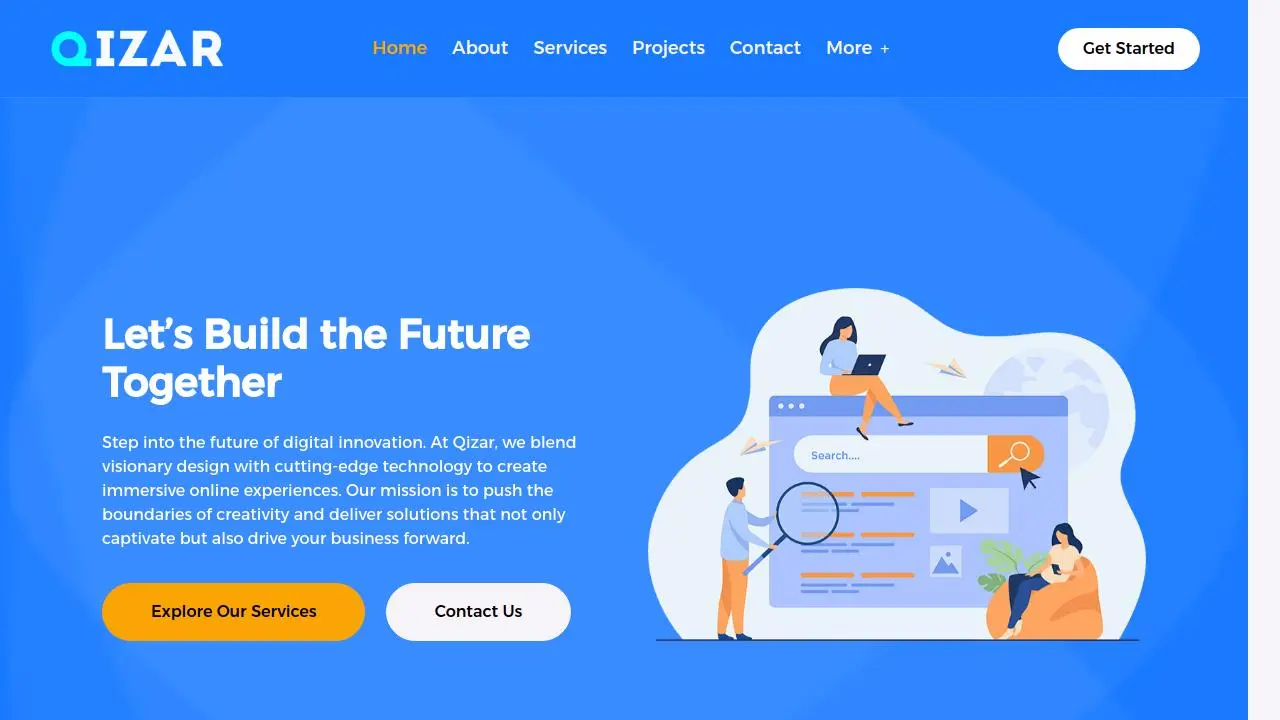 QIZAR
Home About Services Projects Contact More +
Get Started
Let’s Build the Future
Together
Step into the future of digital innovation. At Qizar, we blend
visionary design with cutting-edge technology to create
immersive online experiences. Our mission is to push the
boundaries of creativity and deliver solutions that not only
captivate but also drive your business forward.
Explore Our Services
Contact Us
Search....